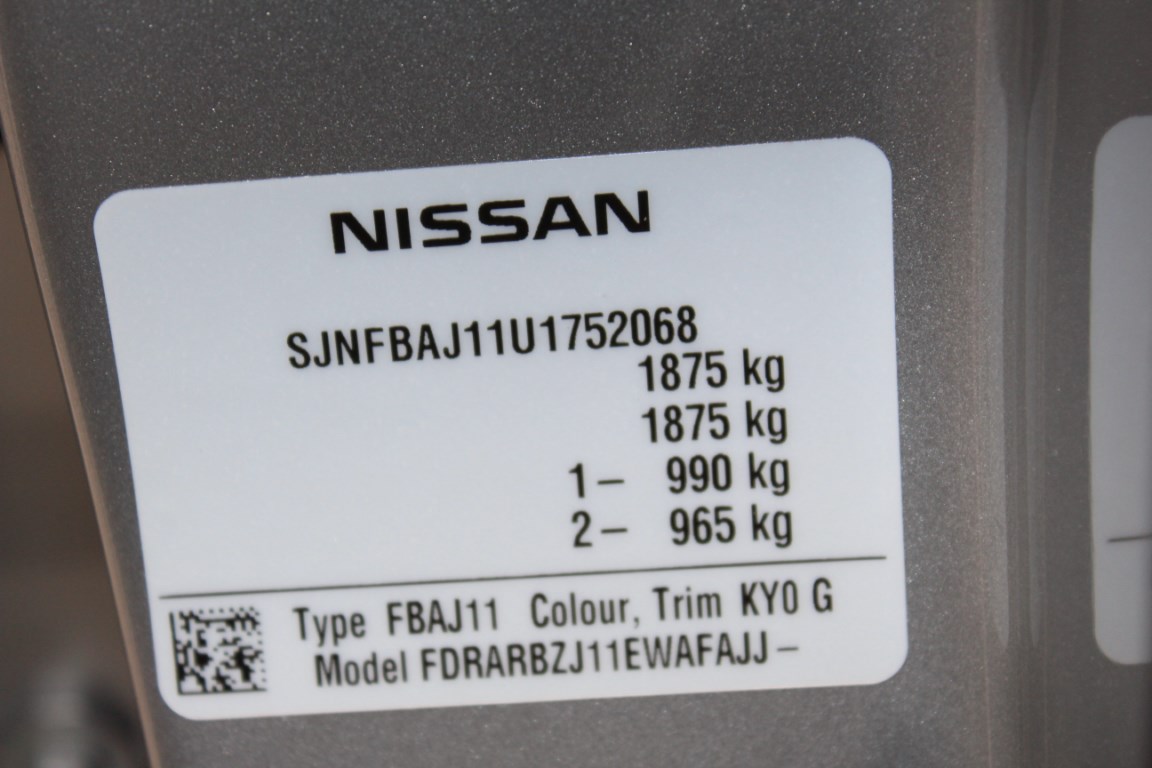 NISSAN
SJNFBAJ11U1752068
1875 kg
1875 kg
1– 990 kg
2– 965 kg
Type FBAJ11 Colour, Trim KY0 G
Model FDRARBZJ11EWAFAJJ–